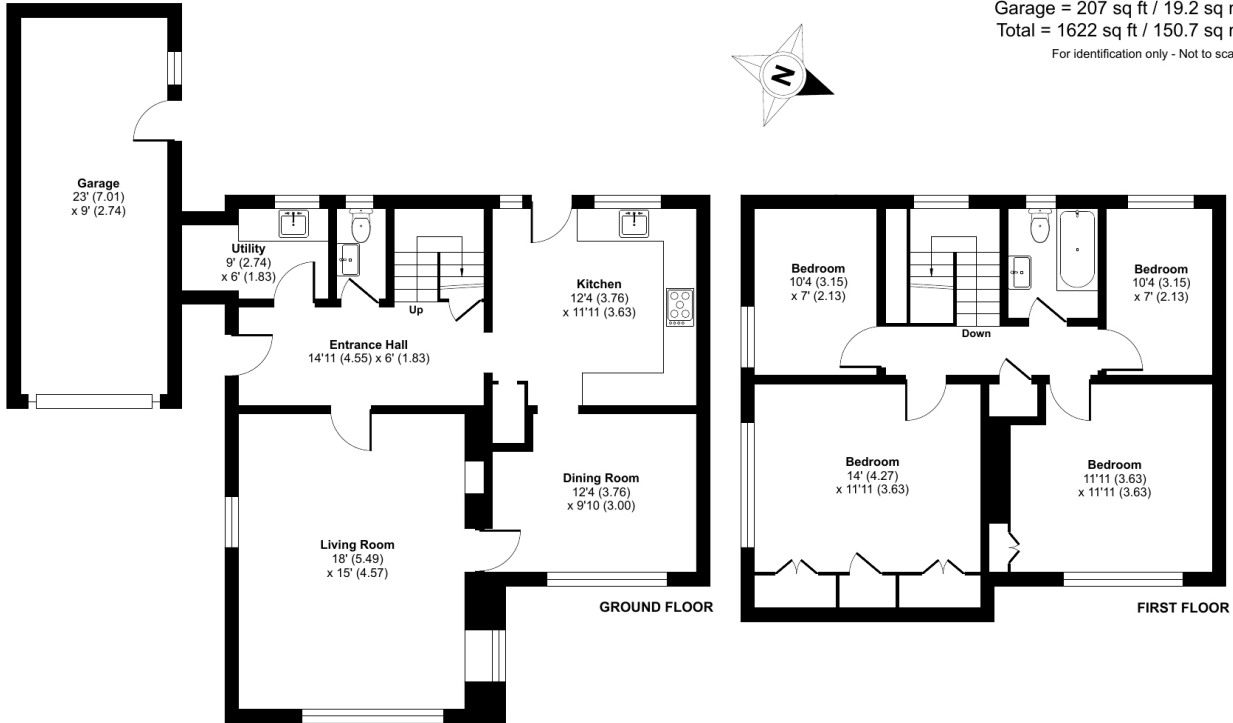 Garage = 207 sq ft / 19.2 sq m
Total = 1622 sq ft / 150.7 sq m
For identification only - Not to sca
N
Garage
23' (7.01)
x 9' (2.74)
Utility
9' (2.74)
x 6' (1.83)
Up
Kitchen
12'4 (3.76)
x 11'11 (3.63)
Entrance Hall
14'11 (4.55) x 6' (1.83)
Dining Room
12'4 (3.76)
x 9'10 (3.00)
Living Room
18' (5.49)
x 15' (4.57)
GROUND FLOOR
Bedroom
10'4 (3.15)
x 7' (2.13)
Down
Bedroom
10'4 (3.15)
x 7' (2.13)
Bedroom
14' (4.27)
x 11'11 (3.63)
Bedroom
11'11 (3.63)
x 11'11 (3.63)
FIRST FLOOR